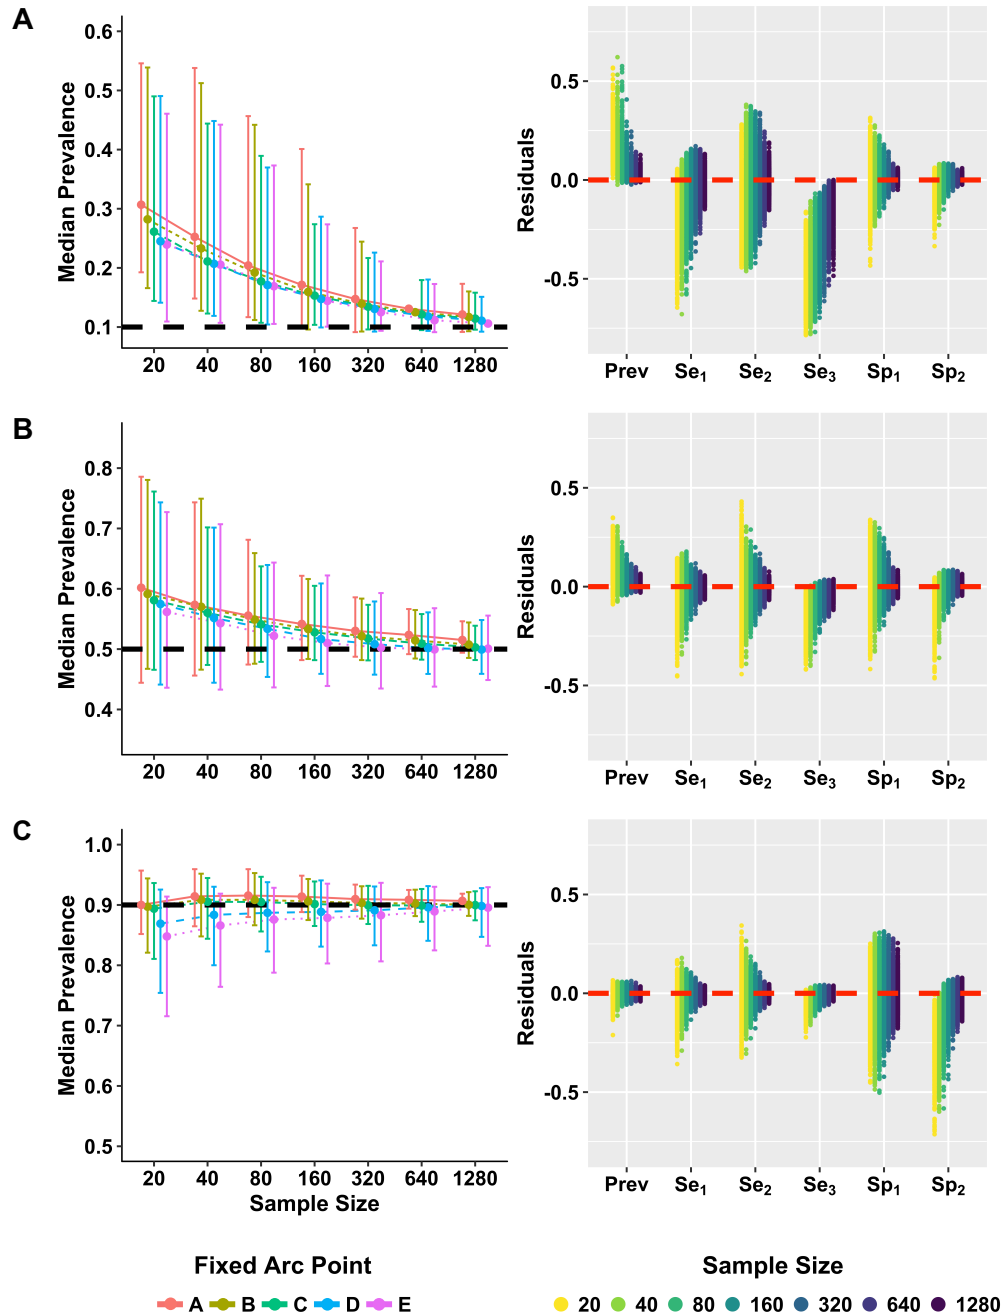 A
Median Prevalence
0.6
0.5
0.4
0.3
0.2
0.1
20 40 80 160 320 640 1280
Residuals
0.5
0.0
-0.5
Prev Se1 Se2 Se3 Sp1 Sp2
B
Median Prevalence
0.8
0.7
0.6
0.5
0.4
20 40 80 160 320 640 1280
Residuals
0.5
0.0
-0.5
Prev Se1 Se2 Se3 Sp1 Sp2
C
Median Prevalence
1.0
0.9
0.8
0.7
0.6
0.5
20 40 80 160 320 640 1280
Sample Size
Residuals
0.5
0.0
-0.5
Prev Se1 Se2 Se3 Sp1 Sp2
Fixed Arc Point
A B C D E
Sample Size
20 40 80 160 320 640 1280